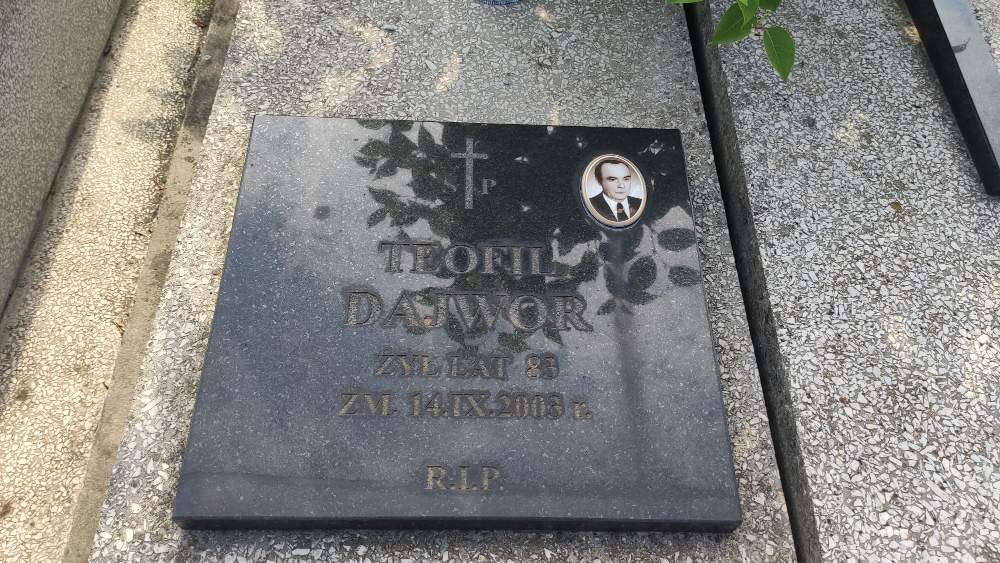 Ś P
TEOFIL
DAJWOR
ŻYŁ LAT 83
ZM. 14.IX.2003 r.
R.I.P.